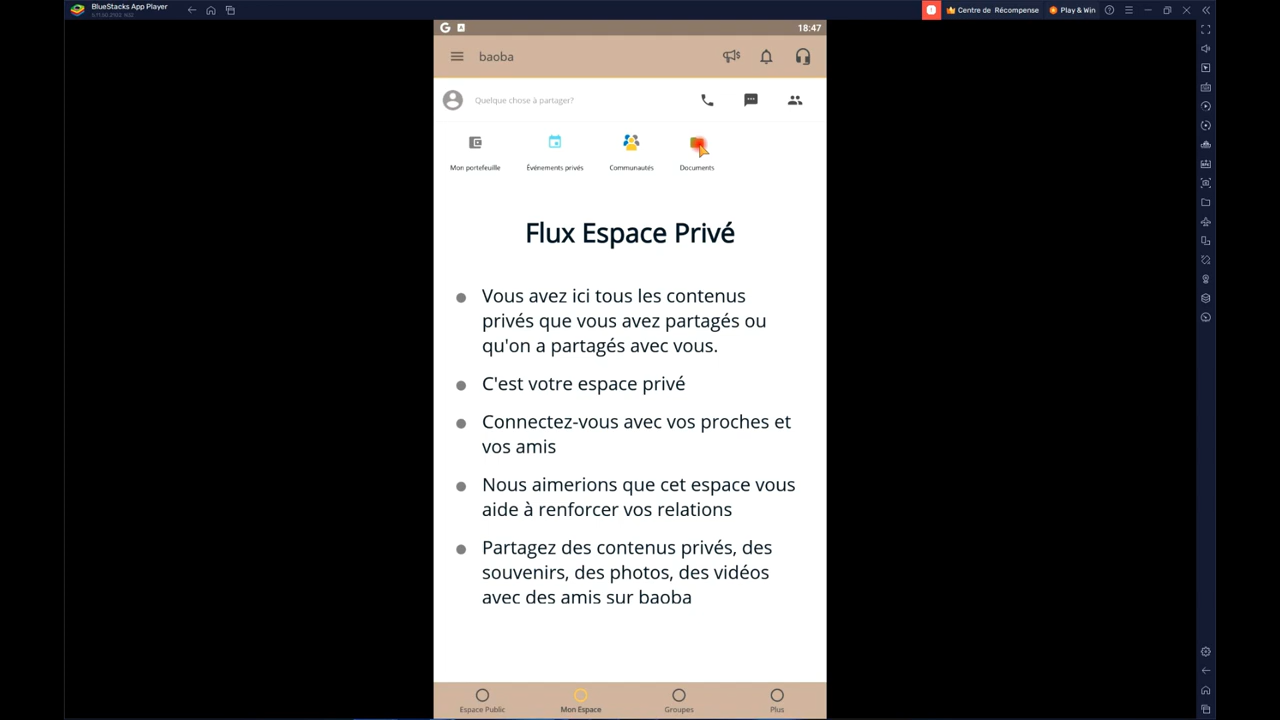 BlueStacks App Player
Centre de Récompense
Play & Win
18:47
baoba
Quelque chose à partager?
Mon portefeuille
Événements privés
Communautés
Documents
Flux Espace Privé
Vous avez ici tous les contenus
privés que vous avez partagés ou
qu'on a partagés avec vous.
C'est votre espace privé
Connectez-vous avec vos proches et
vos amis
Nous aimerions que cet espace vous
aide à renforcer vos relations
Partagez des contenus privés, des
souvenirs, des photos, des vidéos
avec des amis sur baoba
Espace Public
Mon Espace
Groupes
Plus